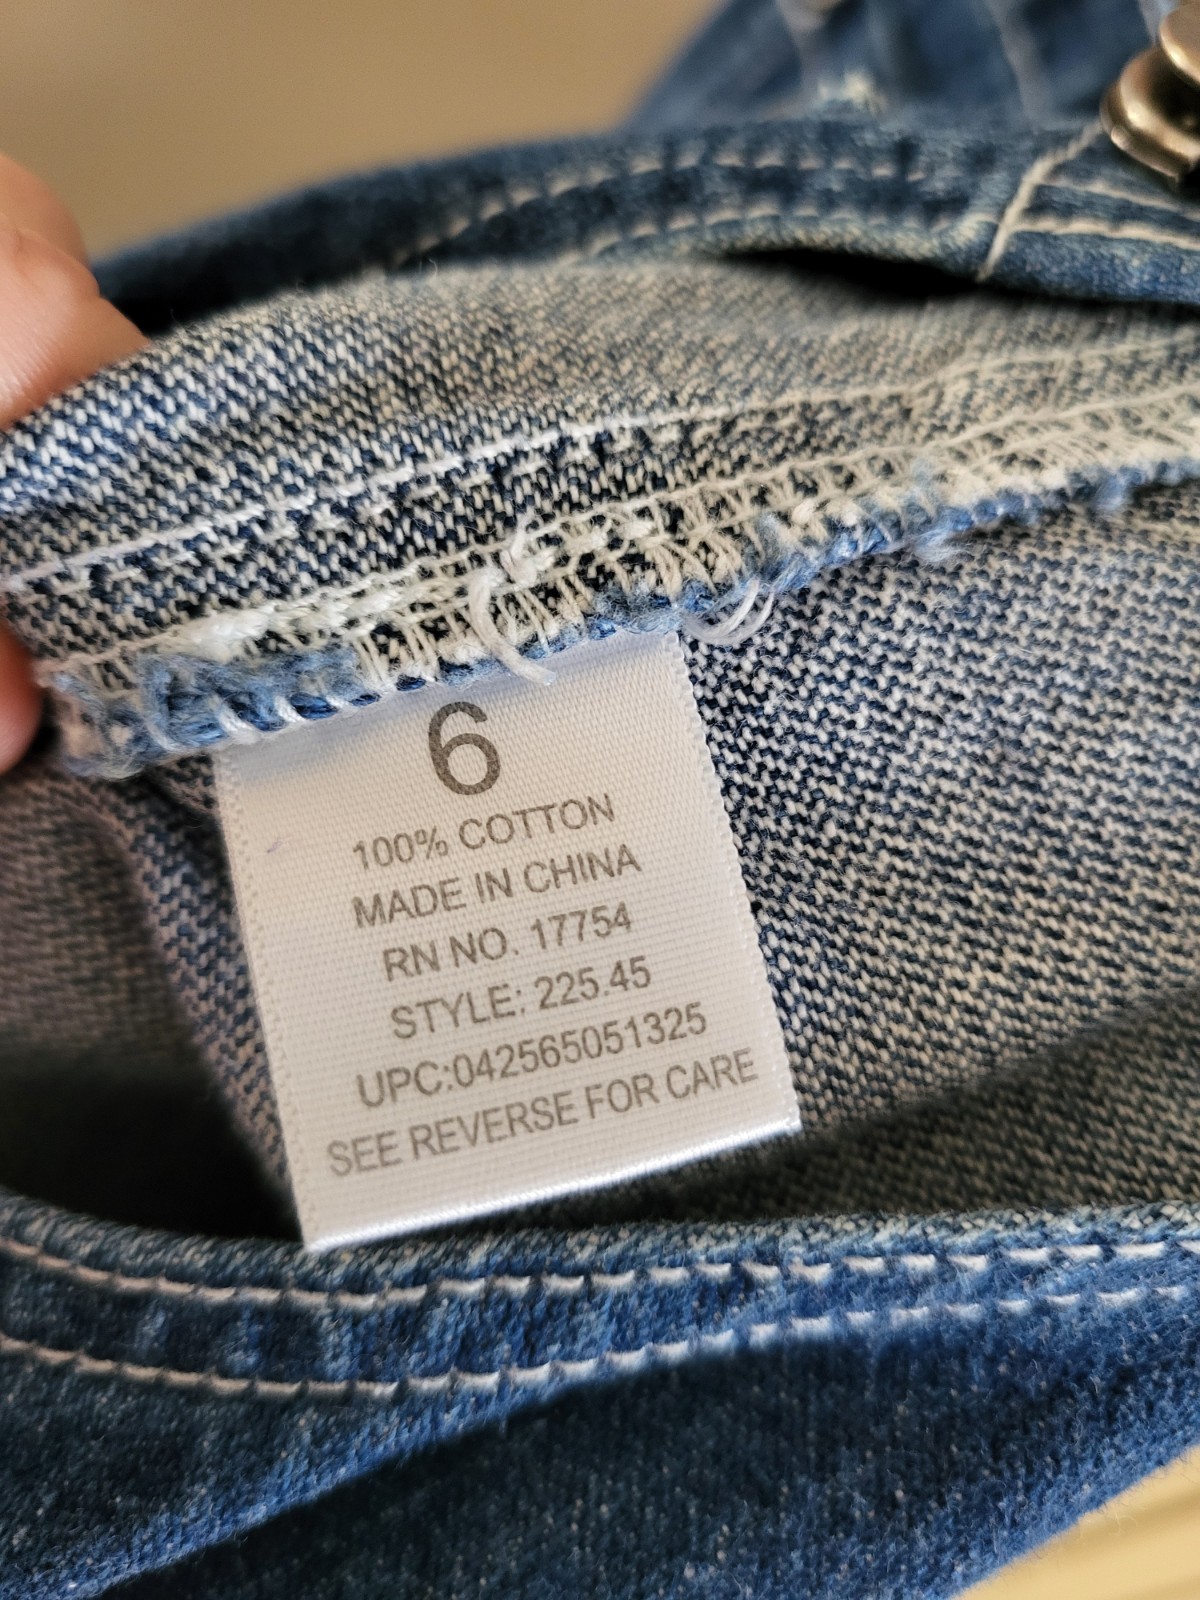 6
100% COTTON
MADE IN CHINA
RN NO. 17754
STYLE: 225.45
UPC:042565051325
SEE REVERSE FOR CARE